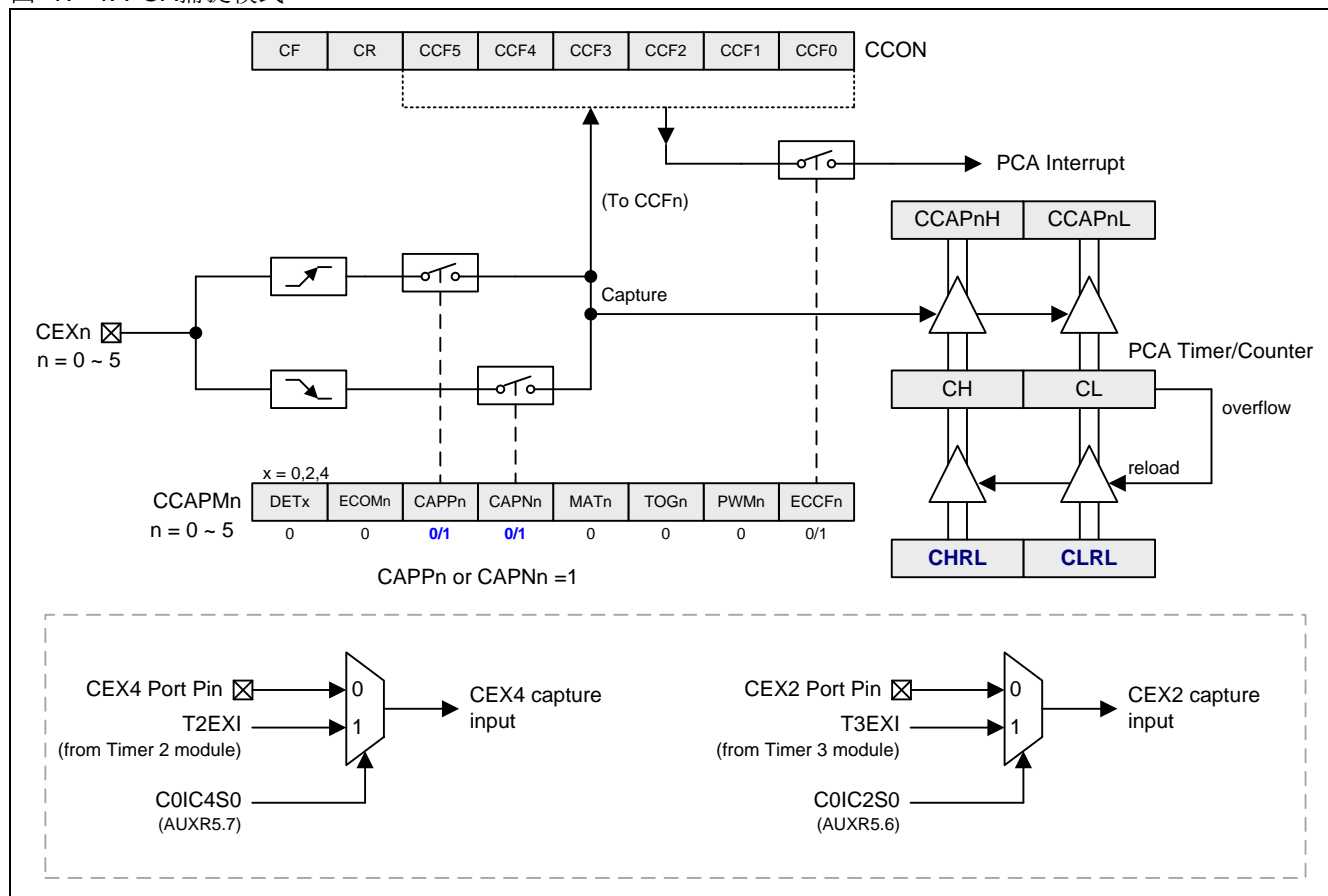 CF CR CCF5 CCF4 CCF3 CCF2 CCF1 CCF0 CCON
PCA Interrupt
(To CCFn)
CCAPnH CCAPnL
Capture
CEXn
n = 0 ~ 5
PCA Timer/Counter
CH CL
overflow
reload
x = 0,2,4
CCAPMn DETx ECOMn CAPPn CAPNn MATn TOGn PWMn ECCFn
n = 0 ~ 5 0 0 0/1 0/1 0 0 0 0/1
CHRL CLRL
CAPPn or CAPNn =1
CEX4 Port Pin 0
T2EXI 1
(from Timer 2 module)
CEX4 capture
input
C0IC4S0
(AUXR5.7)
CEX2 Port Pin 0
T3EXI 1
(from Timer 3 module)
CEX2 capture
input
C0IC2S0
(AUXR5.6)